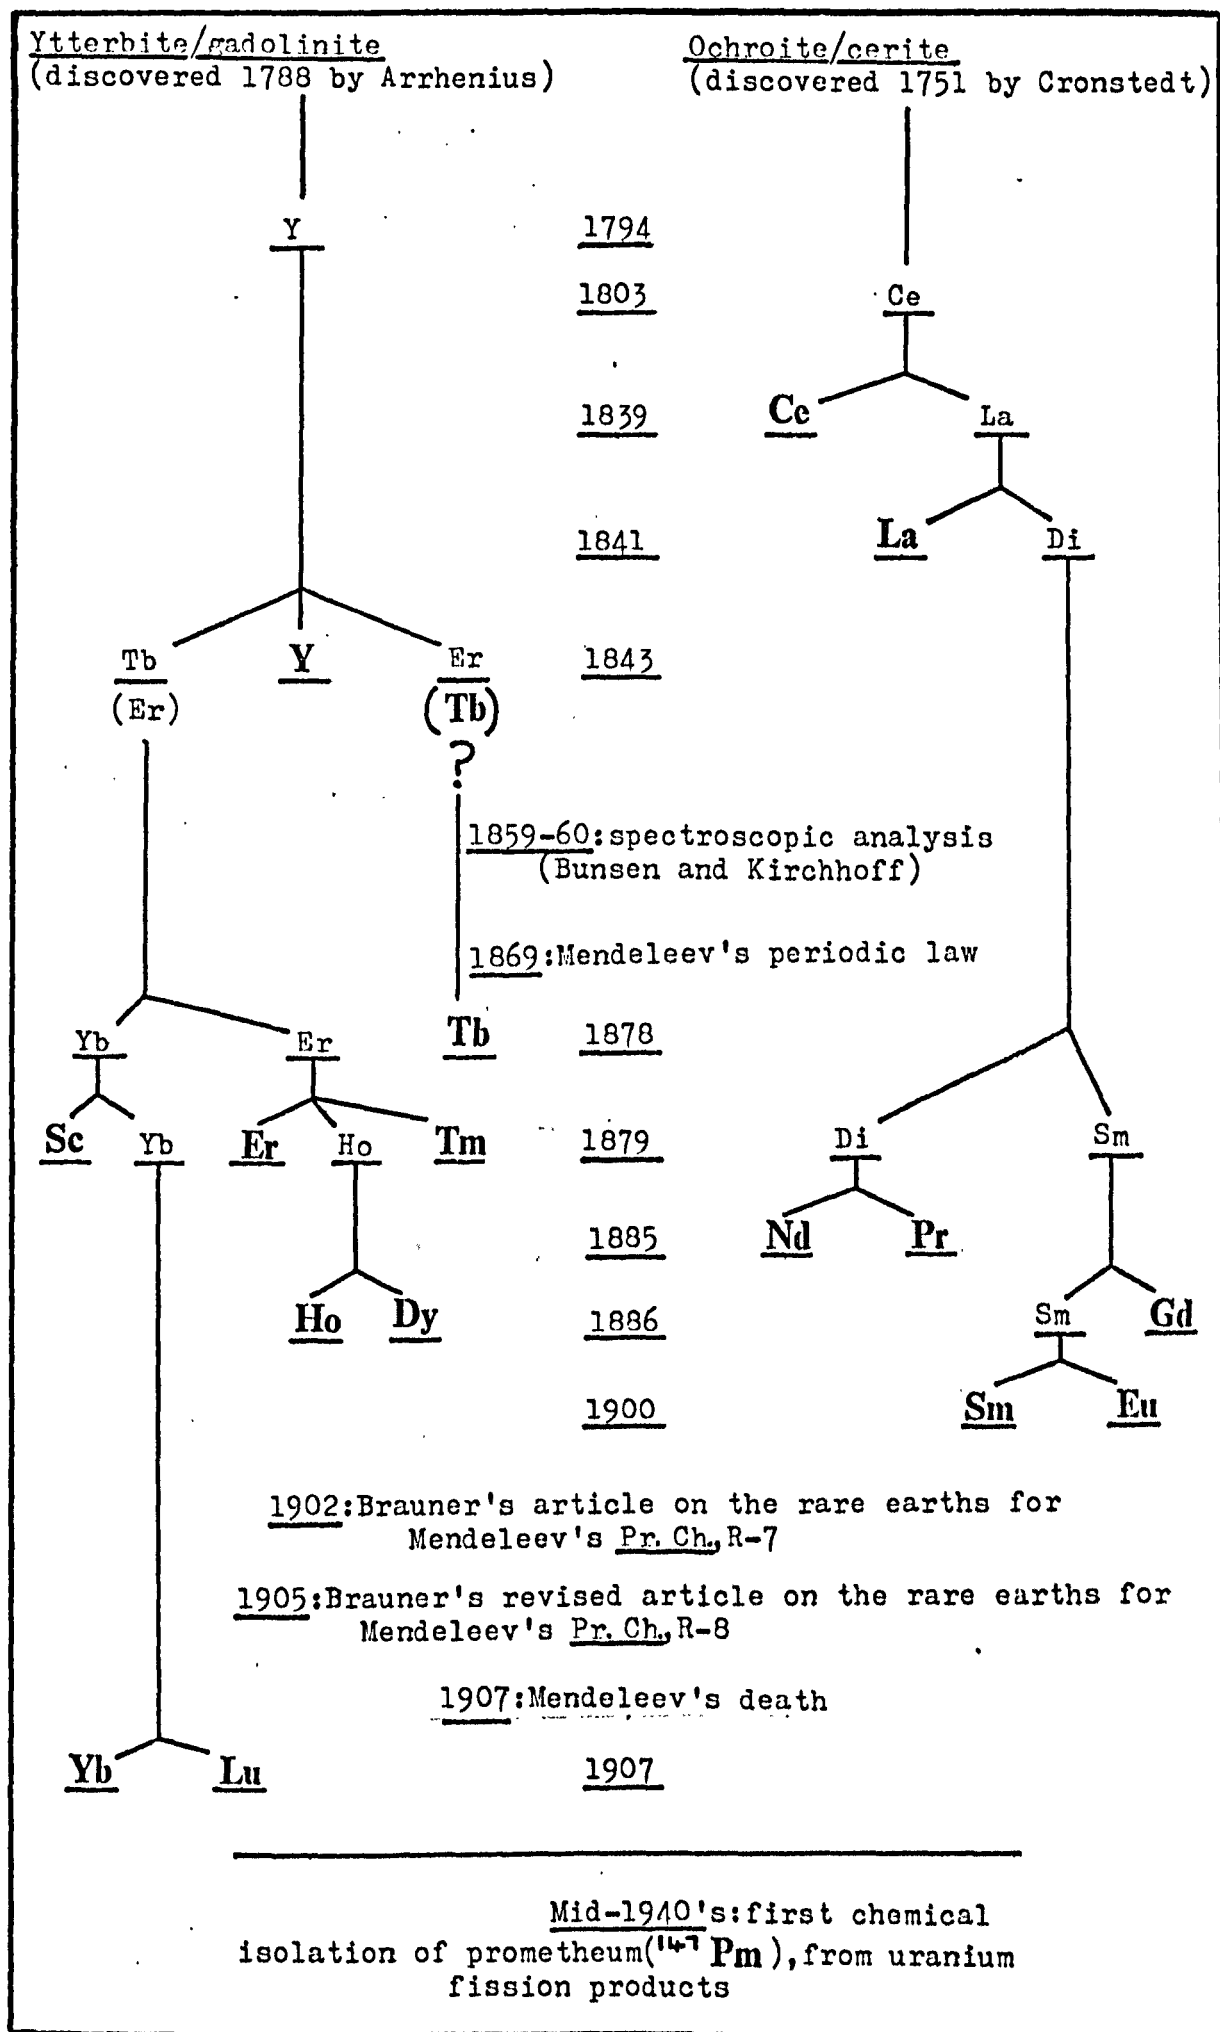 Ytterbite/gadolinite
(discovered 1788 by Arrhenius)
Ochroite/cerite
(discovered 1751 by Cronstedt)
Y
1794
1803
Ce
1839
Ce
La
1841
La
Di
Tb
Y
Er
1843
(Er)
(Tb)
?
1859-60:spectroscopic analysis
(Bunsen and Kirchhoff)
1869:Mendeleev's periodic law
Yb
Er
Tb
1878
Sc
Yb
Er
Ho
Tm
1879
Di
Sm
1885
Nd
Pr
Ho
Dy
1886
Sm
Gd
1900
Sm
Eu
1902:Brauner's article on the rare earths for
Mendeleev's Pr. Ch., R-7
1905:Brauner's revised article on the rare earths for
Mendeleev's Pr. Ch., R-8
1907:Mendeleev's death
Yb
Lu
1907
Mid-1940's:first chemical
isolation of prometheum(¹⁴⁷Pm),from uranium
fission products